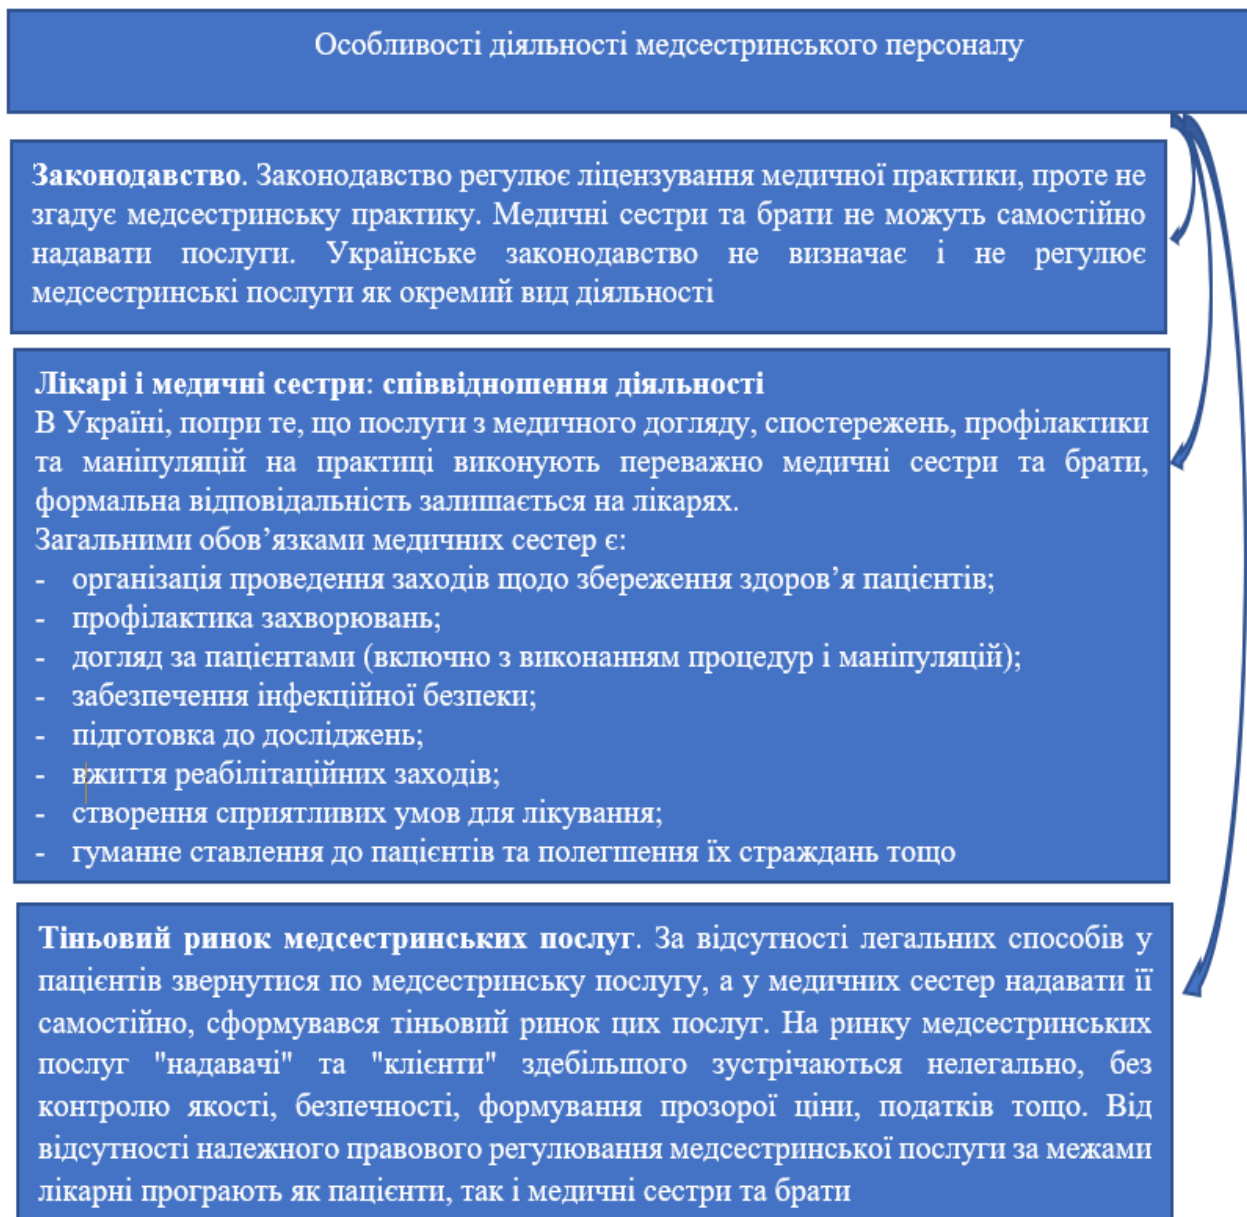 Особливості діяльності медсестринського персоналу
Законодавство. Законодавство регулює ліцензування медичної практики, проте не
згадує медсестринську практику. Медичні сестри та брати не можуть самостійно
надавати послуги. Українське законодавство не визначає і не регулює
медсестринські послуги як окремий вид діяльності
Лікарі і медичні сестри: співвідношення діяльності
В Україні, попри те, що послуги з медичного догляду, спостережень, профілактики
та маніпуляцій на практиці виконують переважно медичні сестри та брати,
формальна відповідальність залишається на лікарях.
Загальними обов’язками медичних сестер є:
- організація проведення заходів щодо збереження здоров’я пацієнтів;
- профілактика захворювань;
- догляд за пацієнтами (включно з виконанням процедур і маніпуляцій);
- забезпечення інфекційної безпеки;
- підготовка до досліджень;
- вжиття реабілітаційних заходів;
- створення сприятливих умов для лікування;
- гуманне ставлення до пацієнтів та полегшення їх страждань тощо
Тіньовий ринок медсестринських послуг. За відсутності легальних способів у
пацієнтів звернутися по медсестринську послугу, а у медичних сестер надавати її
самостійно, сформувався тіньовий ринок цих послуг. На ринку медсестринських
послуг "надавачі" та "клієнти" здебільшого зустрічаються нелегально, без
контролю якості, безпечності, формування прозорої ціни, податків тощо. Від
відсутності належного правового регулювання медсестринської послуги за межами
лікарні програють як пацієнти, так і медичні сестри та брати